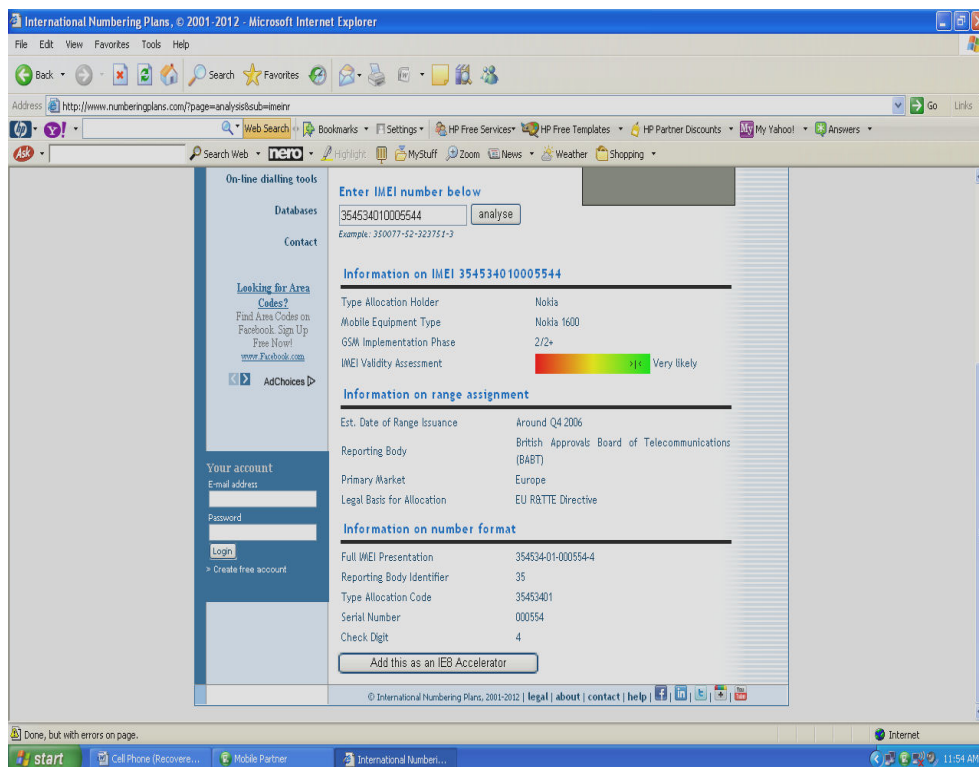 International Numbering Plans, © 2001-2012 - Microsoft Internet Explorer
File Edit View Favorites Tools Help
Back Search Favorites
Address http://www.numberingplans.com/?page=analysis&sub=imeinr Go Links
Web Search Bookmarks Settings HP Free Services HP Free Templates HP Partner Discounts My Yahoo! Answers
Ask Search Web nero Highlight MyStuff Zoom News Weather Shopping
On-line dialling tools
Databases
Contact
Looking for Area
Codes?
Find Area Codes on
Facebook. Sign Up
Free Now!
www.Facebook.com
AdChoices
Your account
E-mail address
Password
Login
> Create free account
Enter IMEI number below
354534010005544 analyse
Example: 350077-52-323751-3
Information on IMEI 354534010005544
Type Allocation Holder Nokia
Mobile Equipment Type Nokia 1600
GSM Implementation Phase 2/2+
IMEI Validity Assessment >|< Very likely
Information on range assignment
Est. Date of Range Issuance Around Q4 2006
Reporting Body British Approvals Board of Telecommunications
(BABT)
Primary Market Europe
Legal Basis for Allocation EU R&TTE Directive
Information on number format
Full IMEI Presentation 354534-01-000554-4
Reporting Body Identifier 35
Type Allocation Code 35453401
Serial Number 000554
Check Digit 4
Add this as an IE8 Accelerator
© International Numbering Plans, 2001-2012 | legal | about | contact | help |
Done, but with errors on page. Internet
start Cell Phone (Recovere... Mobile Partner International Numberi... 11:54 AM